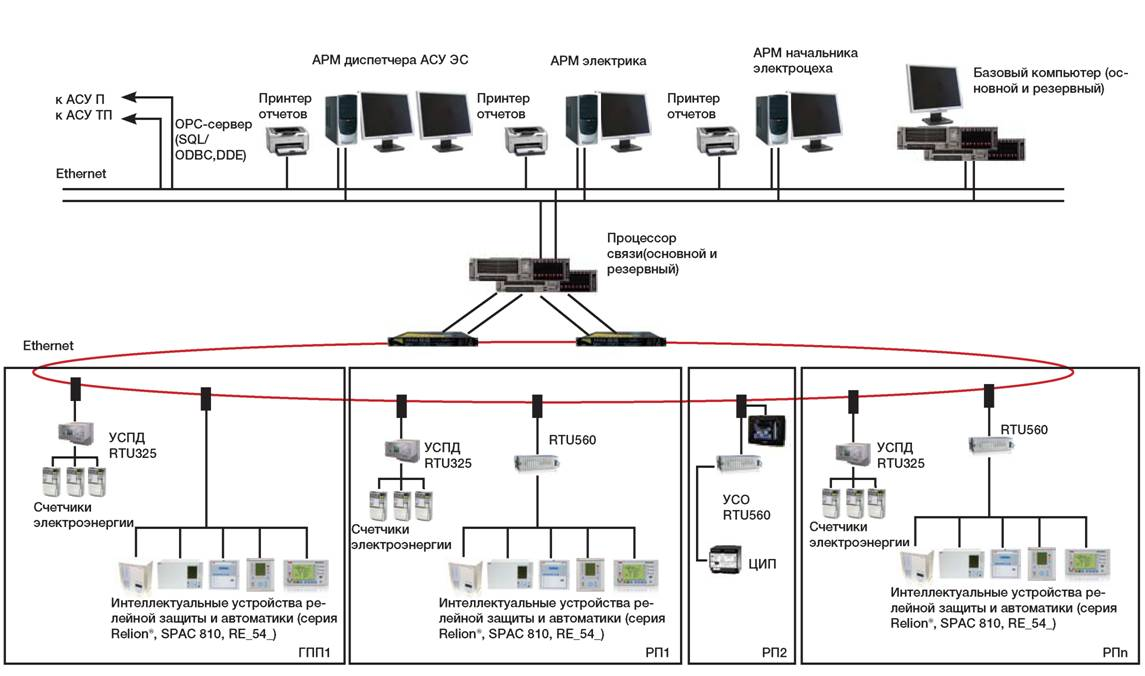 АРМ диспетчера АСУ ЭС
АРМ электрика
АРМ начальника
электроцеха
Базовый компьютер (ос-
новной и резервный)
к АСУ П
к АСУ ТП
OPC-сервер
(SQL/
ODBC,DDE)
Принтер
отчетов
Принтер
отчетов
Принтер
отчетов
Ethernet
Процессор
связи(основной и
резервный)
Ethernet
УСПД
RTU325
Счетчики
электроэнергии
Интеллектуальные устройства ре-
лейной защиты и автоматики (серия
Relion®, SPAC 810, RE_54_)
ГПП1
УСПД
RTU325
RTU560
Счетчики
электроэнергии
Интеллектуальные устройства ре-
лейной защиты и автоматики (серия
Relion®, SPAC 810, RE_54_)
РП1
УСО
RTU560
ЦИП
РП2
УСПД
RTU325
RTU560
Счетчики
электроэнергии
Интеллектуальные устройства ре-
лейной защиты и автоматики (серия
Relion®, SPAC 810, RE_54_)
РПn